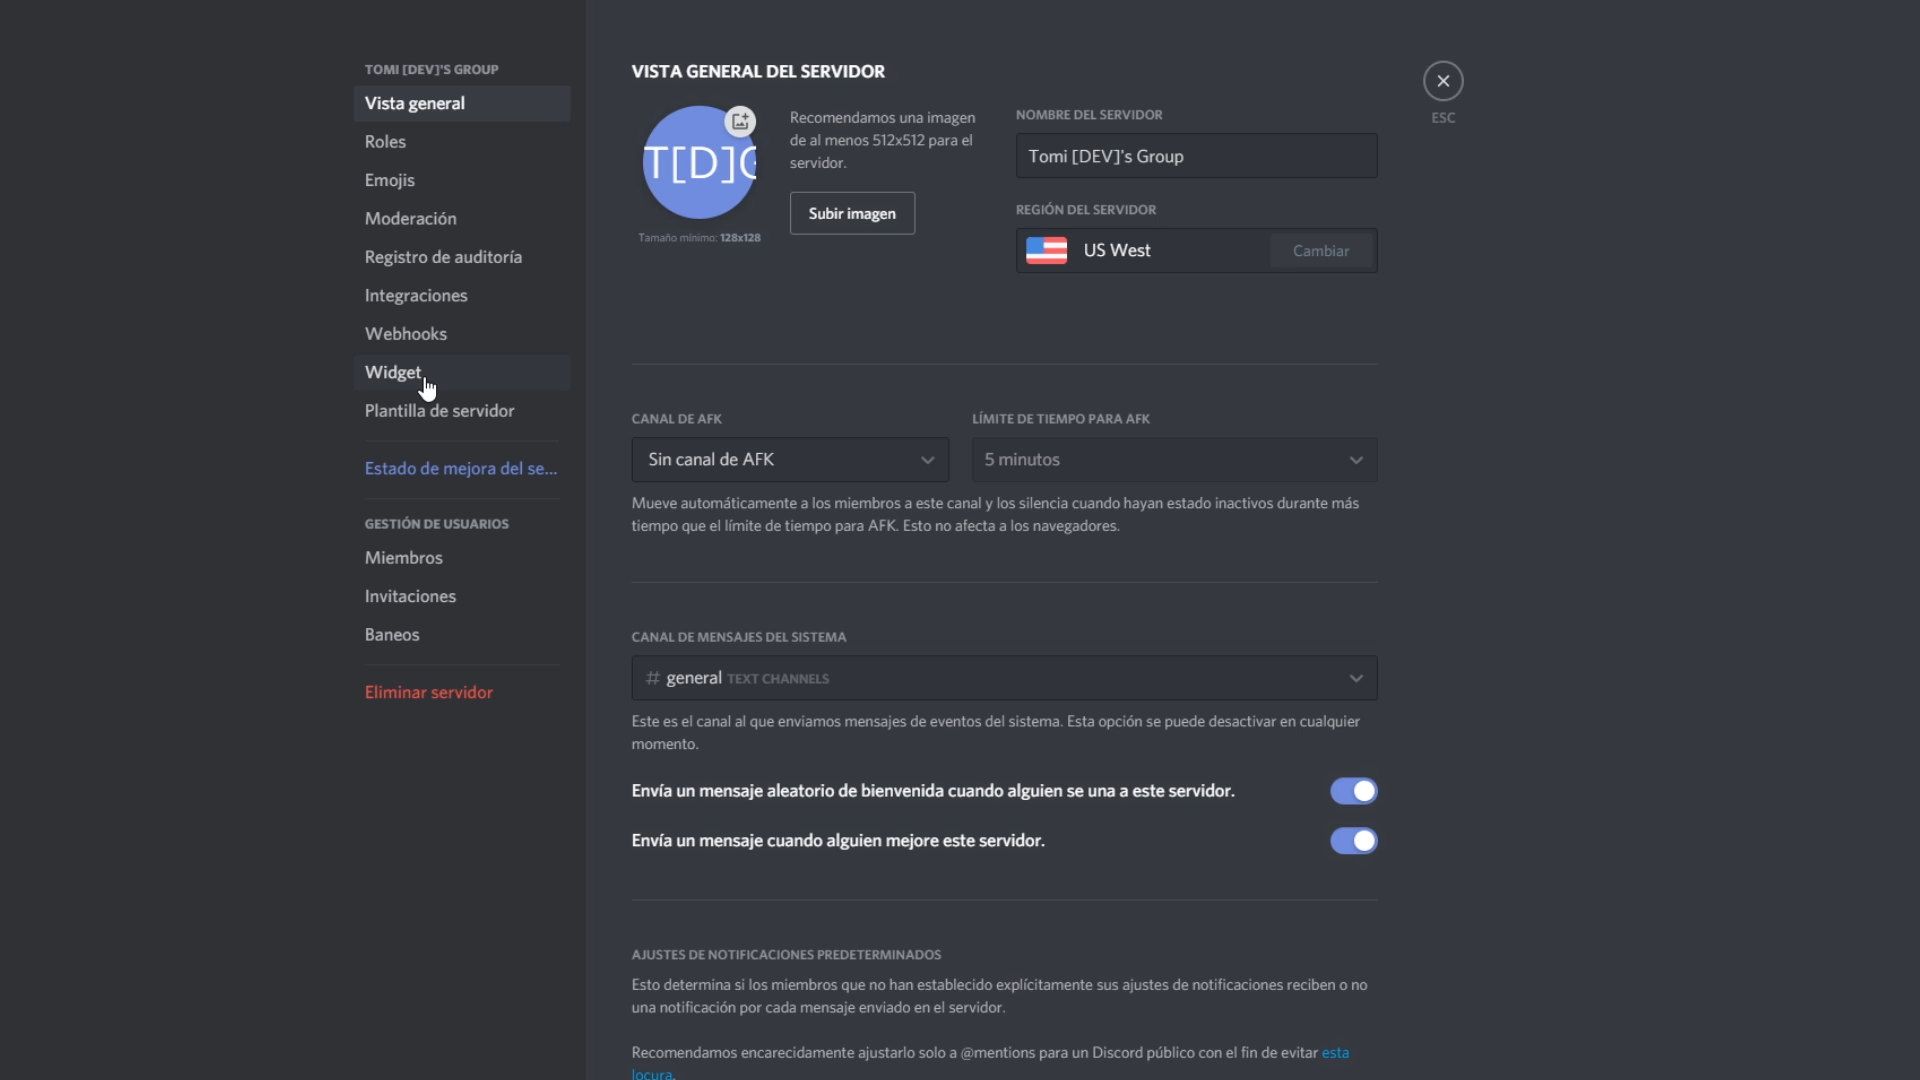 TOMI [DEV]'S GROUP
Vista general
Roles
Emojis
Moderación
Registro de auditoría
Integraciones
Webhooks
Widget
Plantilla de servidor
Estado de mejora del se...
GESTIÓN DE USUARIOS
Miembros
Invitaciones
Baneos
Eliminar servidor
VISTA GENERAL DEL SERVIDOR
T[D]G
Tamaño mínimo: 128x128
Recomendamos una imagen
de al menos 512x512 para el
servidor.
Subir imagen
NOMBRE DEL SERVIDOR
Tomi [DEV]'s Group
REGIÓN DEL SERVIDOR
US West
Cambiar
ESC
CANAL DE AFK
Sin canal de AFK
LÍMITE DE TIEMPO PARA AFK
5 minutos
Mueve automáticamente a los miembros a este canal y los silencia cuando hayan estado inactivos durante más
tiempo que el límite de tiempo para AFK. Esto no afecta a los navegadores.
CANAL DE MENSAJES DEL SISTEMA
# general TEXT CHANNELS
Este es el canal al que enviamos mensajes de eventos del sistema. Esta opción se puede desactivar en cualquier
momento.
Envía un mensaje aleatorio de bienvenida cuando alguien se una a este servidor.
Envía un mensaje cuando alguien mejore este servidor.
AJUSTES DE NOTIFICACIONES PREDETERMINADOS
Esto determina si los miembros que no han establecido explícitamente sus ajustes de notificaciones reciben o no
una notificación por cada mensaje enviado en el servidor.
Recomendamos encarecidamente ajustarlo solo a @mentions para un Discord público con el fin de evitar esta
locura.